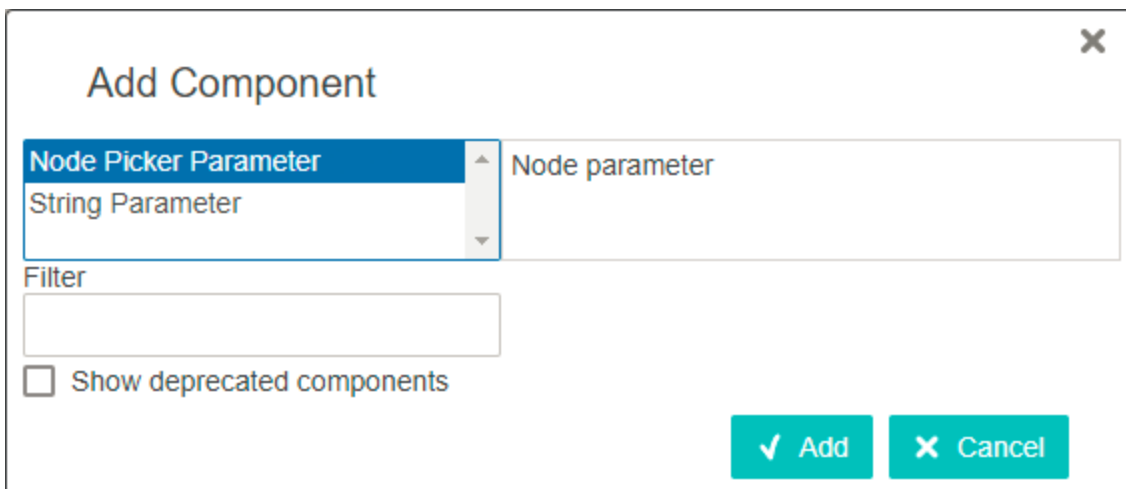 Add Component
Node Picker Parameter
String Parameter
Node parameter
Filter
Show deprecated components
Add
Cancel